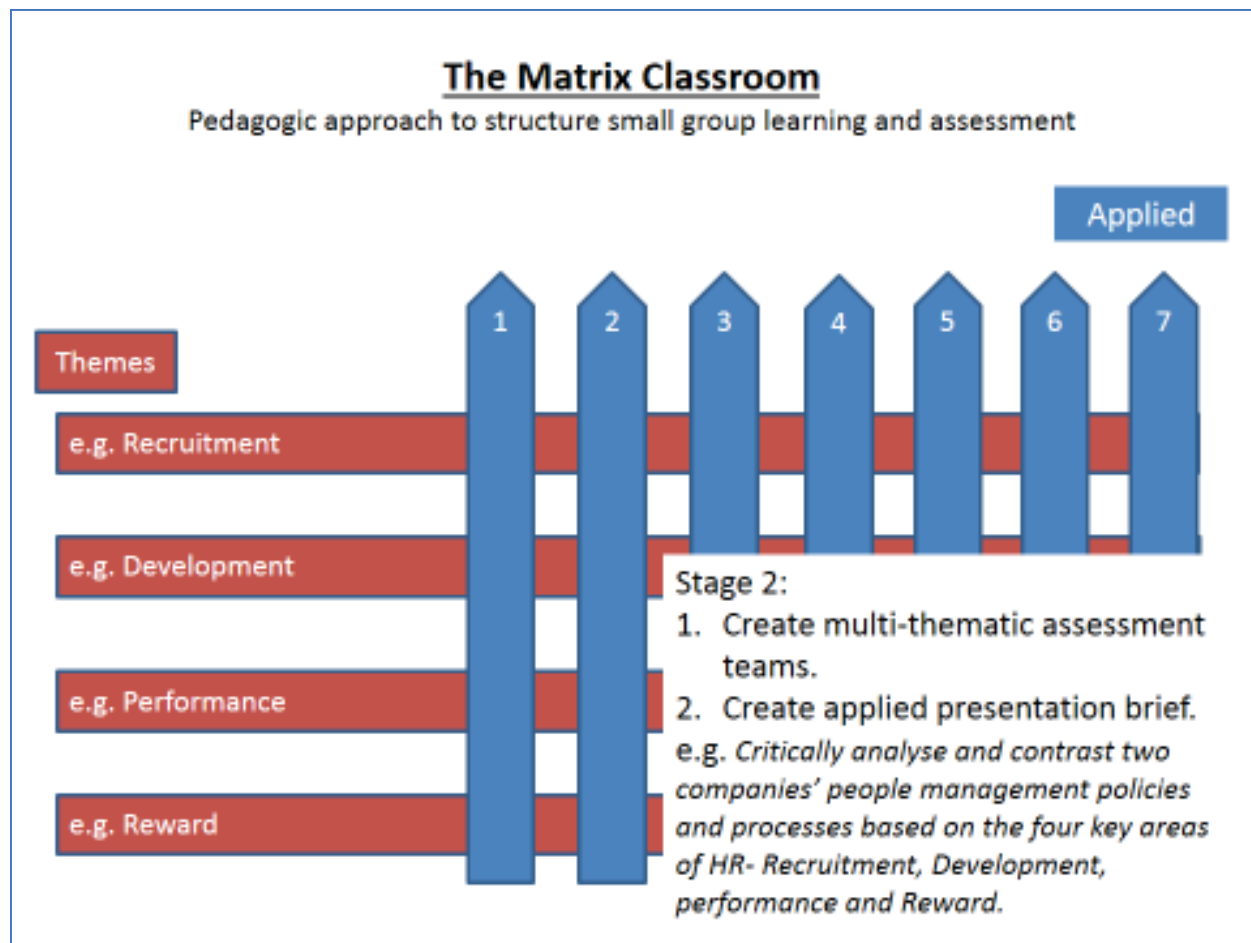 The Matrix Classroom
Pedagogic approach to structure small group learning and assessment
Applied
1 2 3 4 5 6 7
Themes
e.g. Recruitment
e.g. Development
e.g. Performance
e.g. Reward
Stage 2:
1. Create multi-thematic assessment
teams.
2. Create applied presentation brief.
e.g. Critically analyse and contrast two
companies’ people management policies
and processes based on the four key areas
of HR- Recruitment, Development,
performance and Reward.